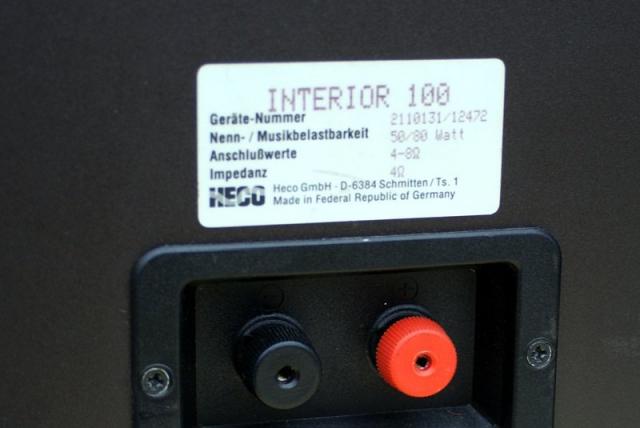 INTERIOR 100
Geräte-Nummer 2110131/12472
Nenn- / Musikbelastbarkeit 50/80 Watt
Anschlußwerte 4-8Ω
Impedanz 4Ω
HECO Heco GmbH · D-6384 Schmitten/Ts. 1
Made in Federal Republic of Germany
- +